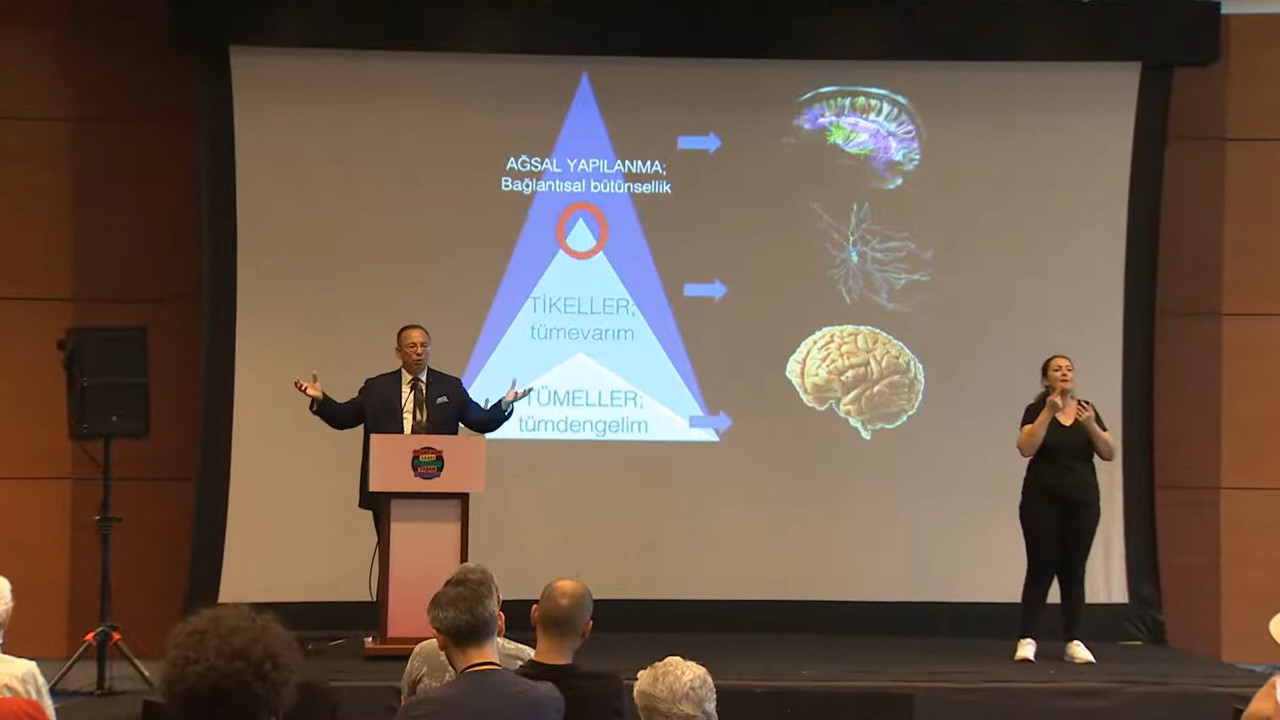 AĞSAL YAPILANMA;
Bağlantısal bütünsellik
TİKELLER;
tümevarım
TÜMELLER;
tümdengelim